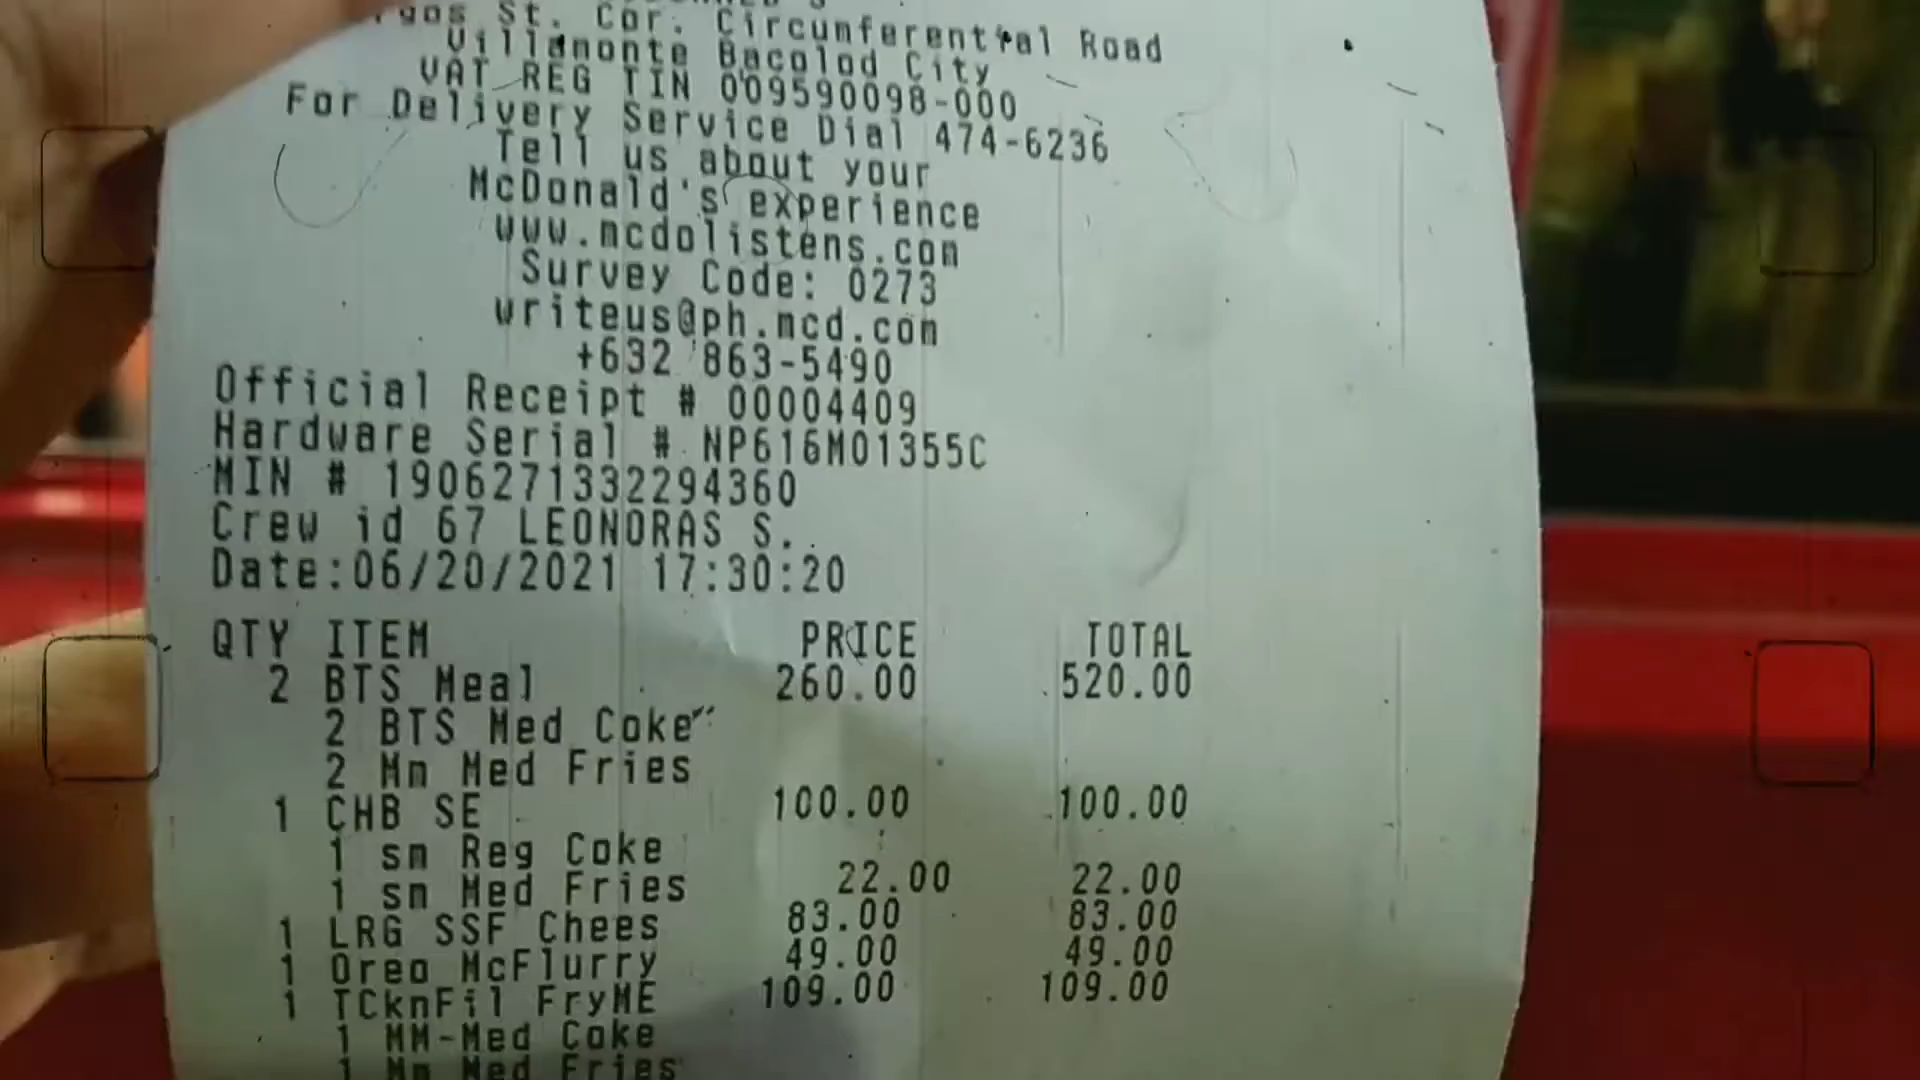 St. Cor. Circumferential Road
Villamonte Bacolod City
VAT REG TIN 009590098-000
For Delivery Service Dial 474-6236
Tell us about your
McDonald's experience
www.mcdolistens.com
Survey Code: 0273
writeus@ph.mcd.com
+632 863-5490
Official Receipt # 00004409
Hardware Serial # NP616M01355C
MIN # 19062713322943​60
Crew id 67 LEONORAS S.
Date:06/20/2021 17:30:20
QTY ITEM PRICE TOTAL
2 BTS Meal 260.00 520.00
2 BTS Med Coke
2 Mn Med Fries
1 CHB SE 100.00 100.00
1 sm Reg Coke
1 sm Med Fries 22.00 22.00
1 LRG SSF Chees 83.00 83.00
1 Oreo McFlurry 49.00 49.00
1 TCknFil FryME 109.00 109.00
1 MM-Med Coke
1 Mn Med Fries